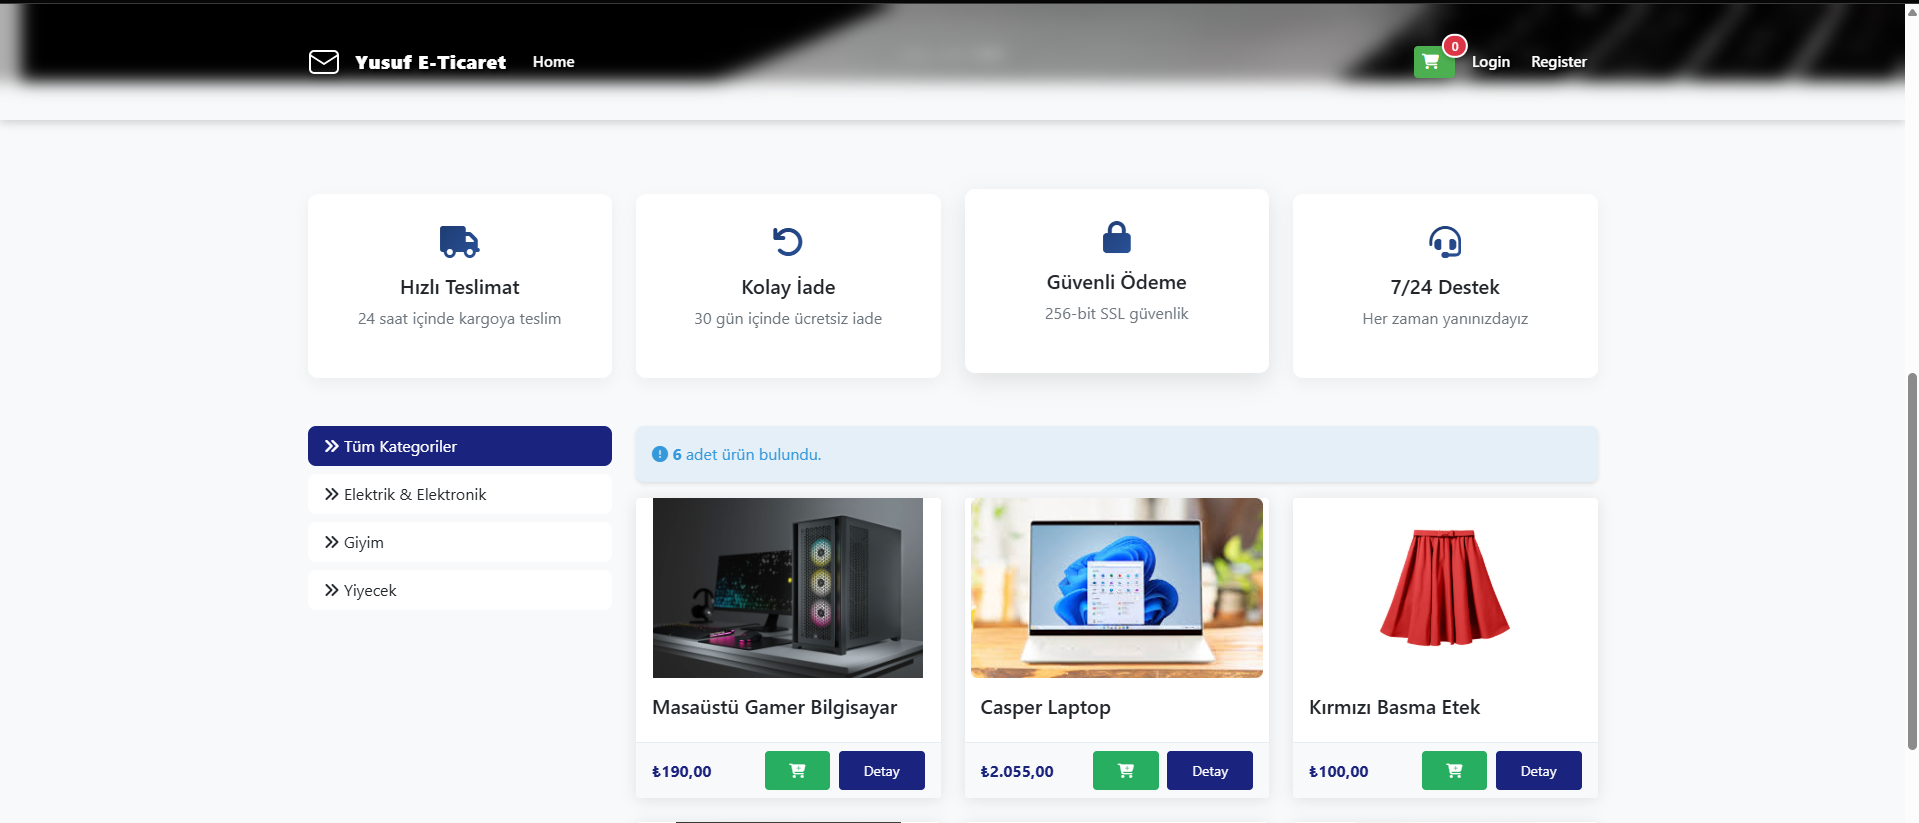 Yusuf E-Ticaret Home 0 Login Register
Hızlı Teslimat
24 saat içinde kargoya teslim
Kolay İade
30 gün içinde ücretsiz iade
Güvenli Ödeme
256-bit SSL güvenlik
7/24 Destek
Her zaman yanınızdayız
Tüm Kategoriler
Elektrik & Elektronik
Giyim
Yiyecek
6 adet ürün bulundu.
Masaüstü Gamer Bilgisayar
₺190,00 Detay
Casper Laptop
₺2.055,00 Detay
Kırmızı Basma Etek
₺100,00 Detay